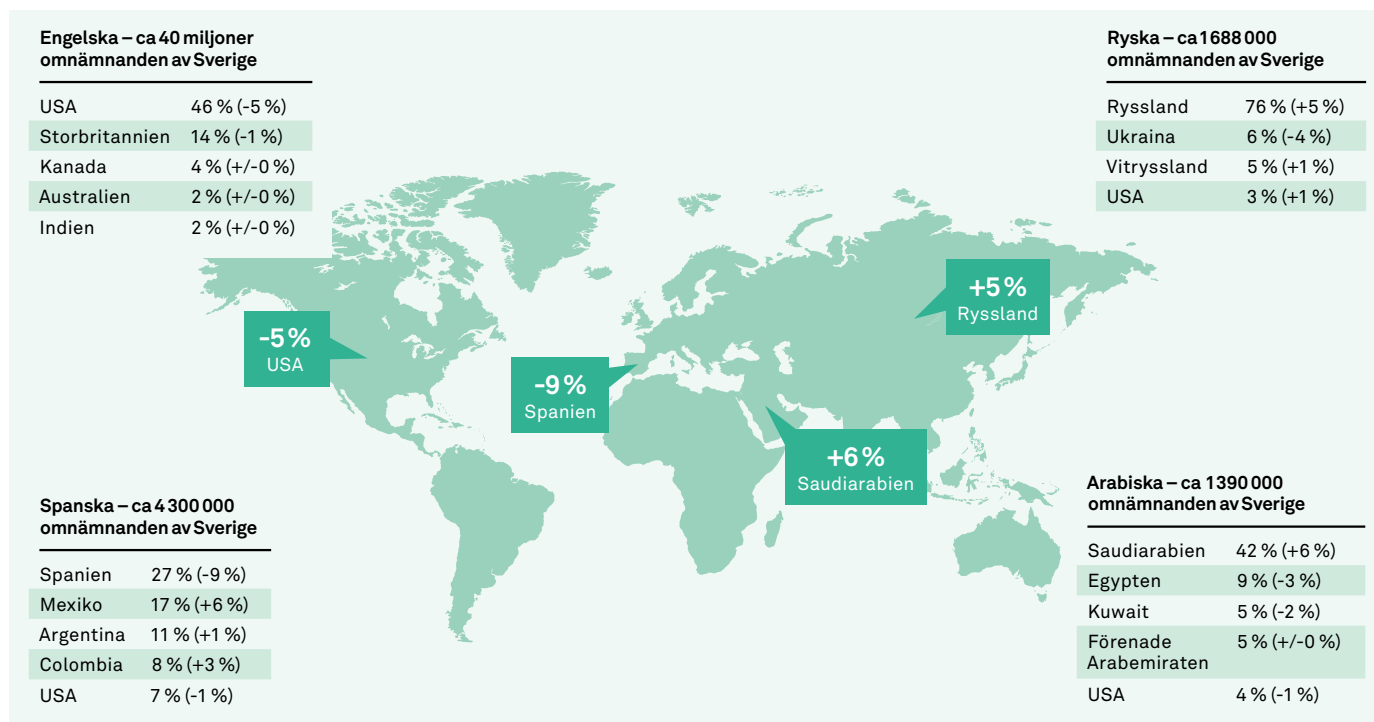 Engelska – ca 40 miljoner
omnämnanden av Sverige
USA 46 % (-5 %)
Storbritannien 14 % (-1 %)
Kanada 4 % (+/-0 %)
Australien 2 % (+/-0 %)
Indien 2 % (+/-0 %)
Ryska – ca 1 688 000
omnämnanden av Sverige
Ryssland 76 % (+5 %)
Ukraina 6 % (-4 %)
Vitryssland 5 % (+1 %)
USA 3 % (+1 %)
-5 %
USA
-9 %
Spanien
+5 %
Ryssland
+6 %
Saudiarabien
Spanska – ca 4 300 000
omnämnanden av Sverige
Spanien 27 % (-9 %)
Mexiko 17 % (+6 %)
Argentina 11 % (+1 %)
Colombia 8 % (+3 %)
USA 7 % (-1 %)
Arabiska – ca 1 390 000
omnämnanden av Sverige
Saudiarabien 42 % (+6 %)
Egypten 9 % (-3 %)
Kuwait 5 % (-2 %)
Förenade 5 % (+/-0 %)
Arabemiraten
USA 4 % (-1 %)